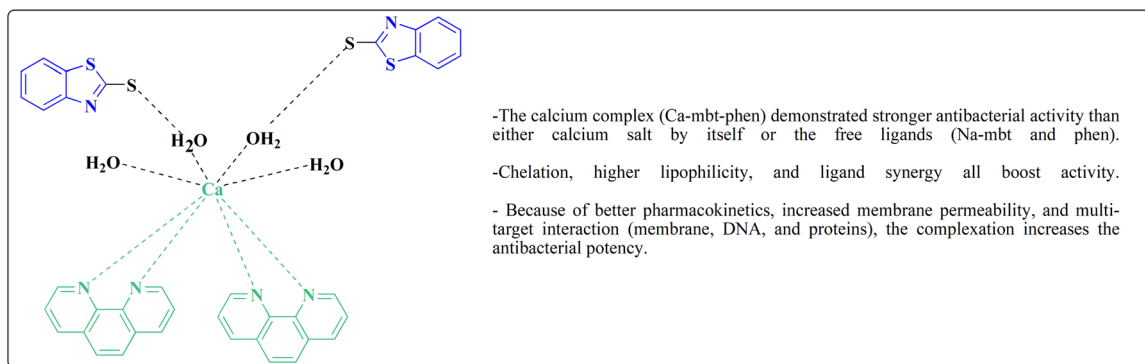 N
S
S
S
N
S
H₂O
OH₂
H₂O
H₂O
Ca
N
N
N
N
-The calcium complex (Ca-mbt-phen) demonstrated stronger antibacterial activity than
either calcium salt by itself or the free ligands (Na-mbt and phen).
-Chelation, higher lipophilicity, and ligand synergy all boost activity.
- Because of better pharmacokinetics, increased membrane permeability, and multi-
target interaction (membrane, DNA, and proteins), the complexation increases the
antibacterial potency.